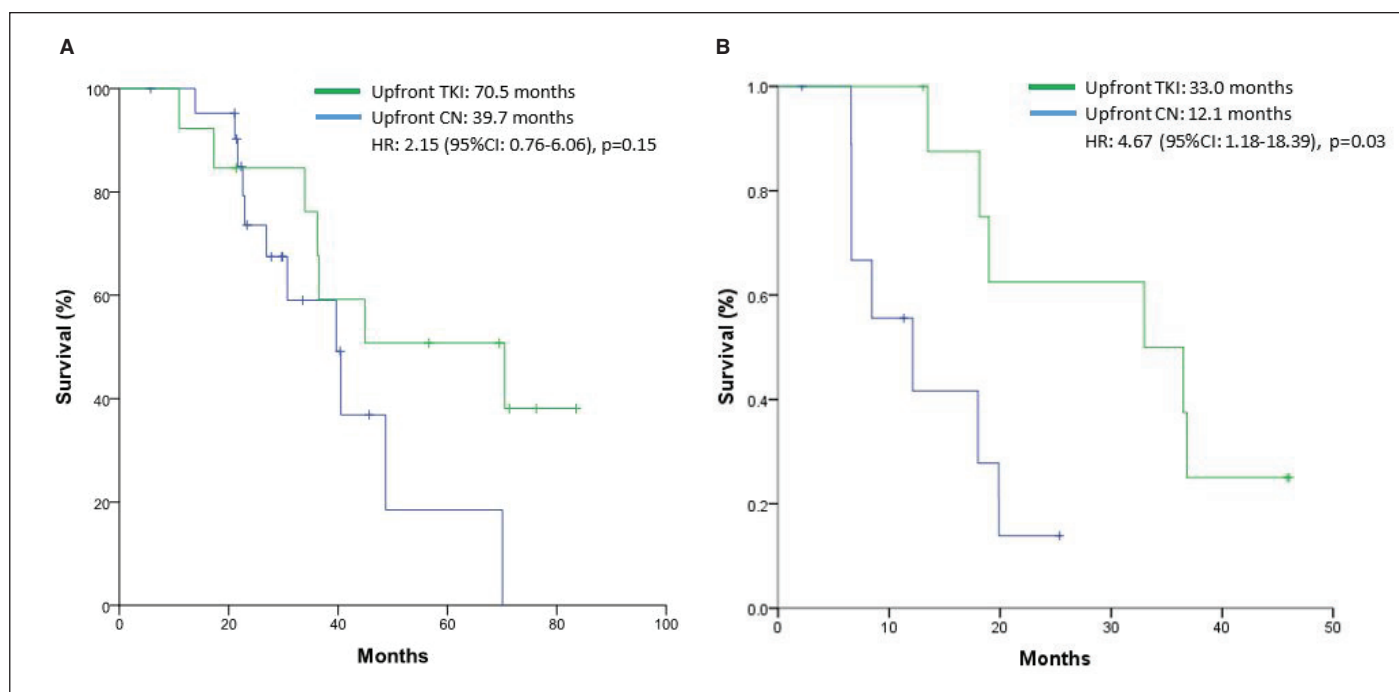 A
Upfront TKI: 70.5 months
Upfront CN: 39.7 months
HR: 2.15 (95%CI: 0.76-6.06), p=0.15
100
80
60
40
20
0
Survival (%)
0 20 40 60 80 100
Months
B
Upfront TKI: 33.0 months
Upfront CN: 12.1 months
HR: 4.67 (95%CI: 1.18-18.39), p=0.03
1.0
0.8
0.6
0.4
0.2
0.0
Survival (%)
0 10 20 30 40 50
Months